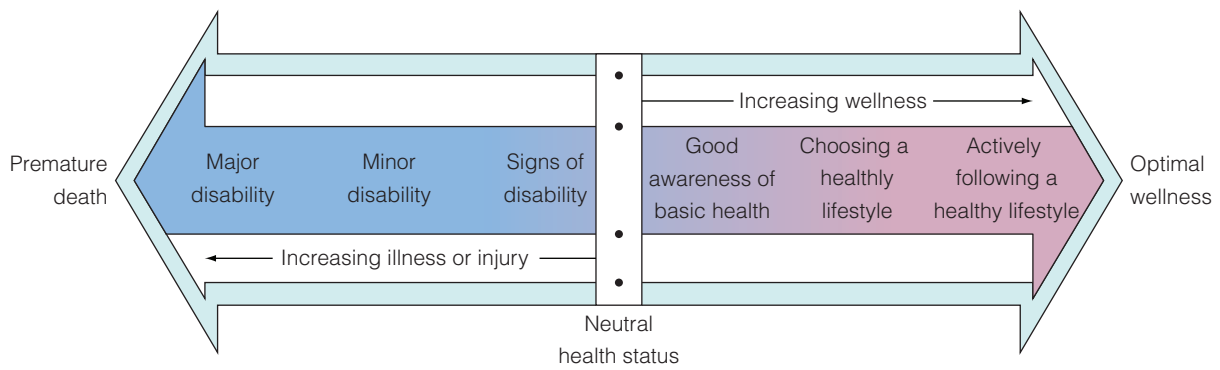 Increasing wellness
Premature
death
Major
disability
Minor
disability
Signs of
disability
Good
awareness of
basic health
Choosing a
healthly
lifestyle
Actively
following a
healthy lifestyle
Optimal
wellness
Increasing illness or injury
Neutral
health status